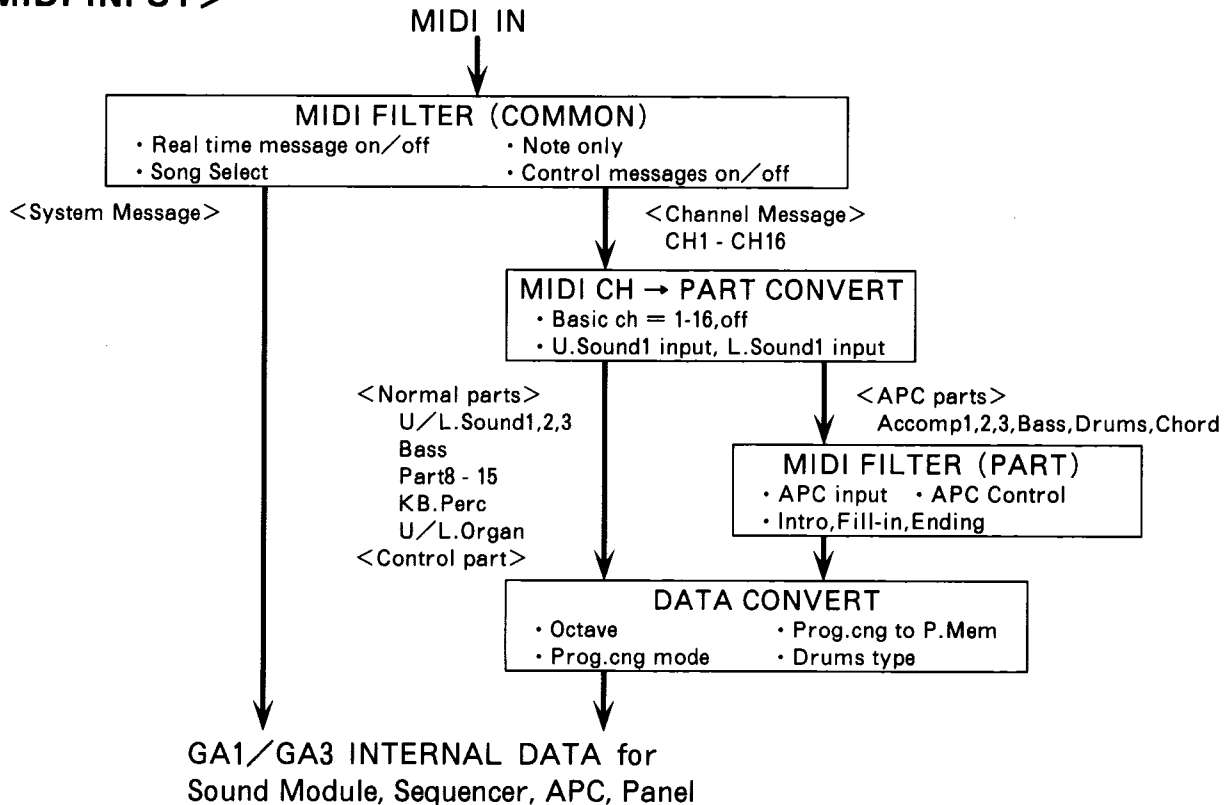 MIDI INPUT>
MIDI IN
MIDI FILTER (COMMON)
・Real time message on/off ・Note only
・Song Select ・Control messages on/off
<System Message>
<Channel Message>
CH1 - CH16
MIDI CH → PART CONVERT
・Basic ch = 1-16,off
・U.Sound1 input, L.Sound1 input
<Normal parts>
U/L.Sound1,2,3
Bass
Part8 - 15
KB.Perc
U/L.Organ
<Control part>
<APC parts>
Accomp1,2,3,Bass,Drums,Chord
MIDI FILTER (PART)
・APC input ・APC Control
・Intro,Fill-in,Ending
DATA CONVERT
・Octave ・Prog.cng to P.Mem
・Prog.cng mode ・Drums type
GA1/GA3 INTERNAL DATA for
Sound Module, Sequencer, APC, Panel